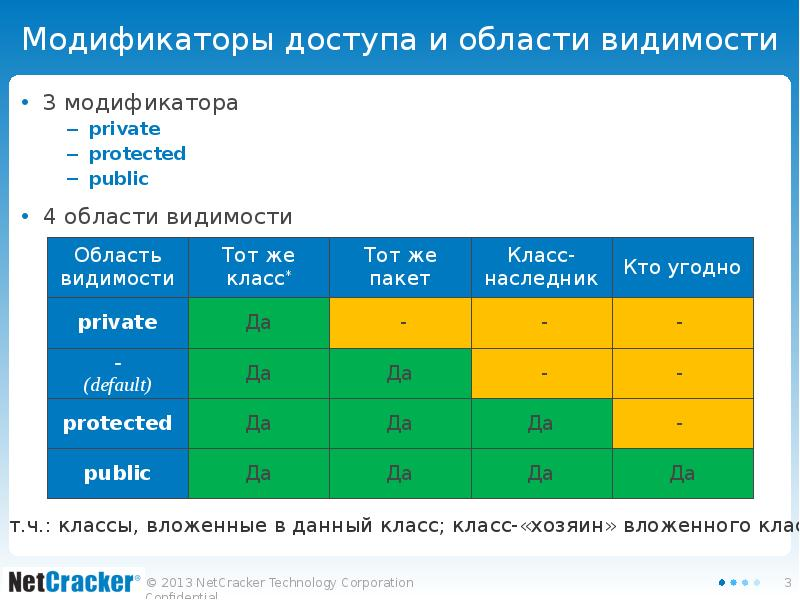 Модификаторы доступа и области видимости
• 3 модификатора
– private
– protected
– public
• 4 области видимости
Область видимости Тот же класс* Тот же пакет Класс-наследник Кто угодно
private Да - - -
- (default) Да Да - -
protected Да Да Да -
public Да Да Да Да
т.ч.: классы, вложенные в данный класс; класс-«хозяин» вложенного клас
NetCracker® © 2013 NetCracker Technology Corporation 3
Confidential